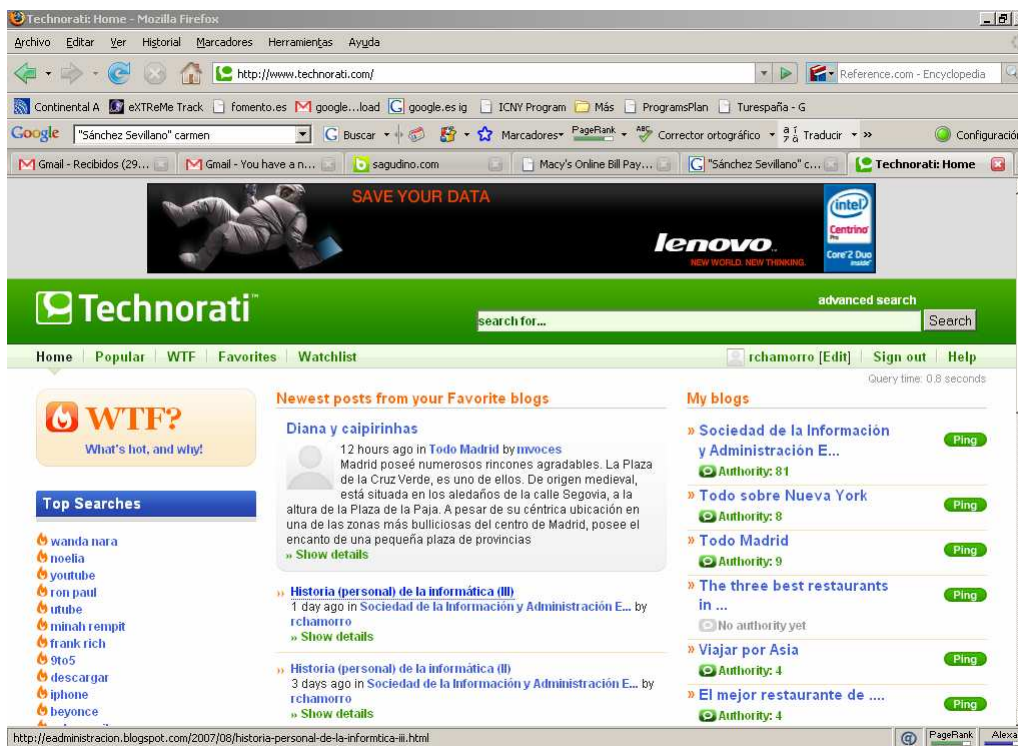 Technorati: Home - Mozilla Firefox
Archivo Editar Ver Historial Marcadores Herramientas Ayuda
http://www.technorati.com/ Reference.com - Encyclopedia
Continental A eXTReMe Track fomento.es google...load google.es ig ICNY Program Más ProgramsPlan Turespaña - G
Google "Sánchez Sevillano" carmen Buscar Marcadores PageRank Corrector ortográfico Traducir » Configuració
Gmail - Recibidos (29... Gmail - You have a n... sagudino.com Macy's Online Bill Pay... "Sánchez Sevillano" c... Technorati: Home
SAVE YOUR DATA
lenovo
NEW WORLD. NEW THINKING.
intel
Centrino
Pro
Core 2 Duo
inside
Technorati
advanced search
search for... Search
Home Popular WTF Favorites Watchlist rchamorro [Edit] Sign out Help
Query time: 0.8 seconds
WTF?
What's hot, and why!
Top Searches
wanda nara
noelia
youtube
ron paul
utube
minah rempit
frank rich
9to5
descargar
iphone
beyonce
Newest posts from your Favorite blogs
Diana y caipirinhas
12 hours ago in Todo Madrid by mvoces
Madrid poseé numerosos rincones agradables. La Plaza
de la Cruz Verde, es uno de ellos. De origen medieval,
está situada en los aledaños de la calle Segovia, a la
altura de la Plaza de la Paja. A pesar de su céntrica ubicación en
una de las zonas más bulliciosas del centro de Madrid, posee el
encanto de una pequeña plaza de provincias
» Show details
» Historia (personal) de la informática (III)
1 day ago in Sociedad de la Información y Administración E... by
rchamorro
» Show details
» Historia (personal) de la informática (II)
3 days ago in Sociedad de la Información y Administración E... by
rchamorro
» Show details
My blogs
» Sociedad de la Información
y Administración E... Ping
Authority: 81
» Todo sobre Nueva York Ping
Authority: 8
» Todo Madrid Ping
Authority: 9
» The three best restaurants
in ... Ping
No authority yet
» Viajar por Asia Ping
Authority: 4
» El mejor restaurante de .... Ping
Authority: 4
http://eadministracion.blogspot.com/2007/08/historia-personal-de-la-informtica-iii.html PageRank Alexa